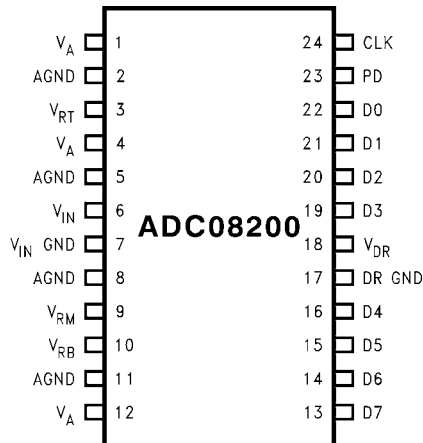 V_A 1 24 CLK
AGND 2 23 PD
V_RT 3 22 D0
V_A 4 21 D1
AGND 5 20 D2
V_IN 6 19 D3
ADC08200
V_IN GND 7 18 V_DR
AGND 8 17 DR GND
V_RM 9 16 D4
V_RB 10 15 D5
AGND 11 14 D6
V_A 12 13 D7